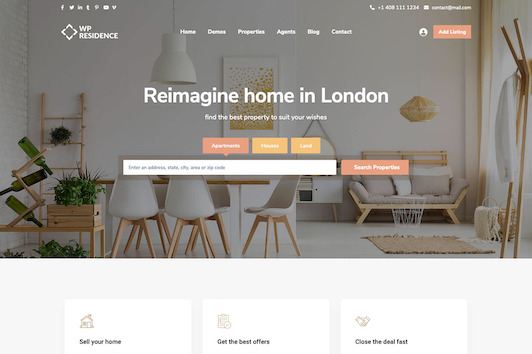 +1 408 111 1234 contact@mail.com
WP
RESIDENCE
Home Demos Properties Agents Blog Contact
Add Listing
Reimagine home in London
find the best property to suit your wishes
Apartments Houses Land
Enter an address, state, city, area or zip code
Search Properties
Sell your home
Get the best offers
Close the deal fast